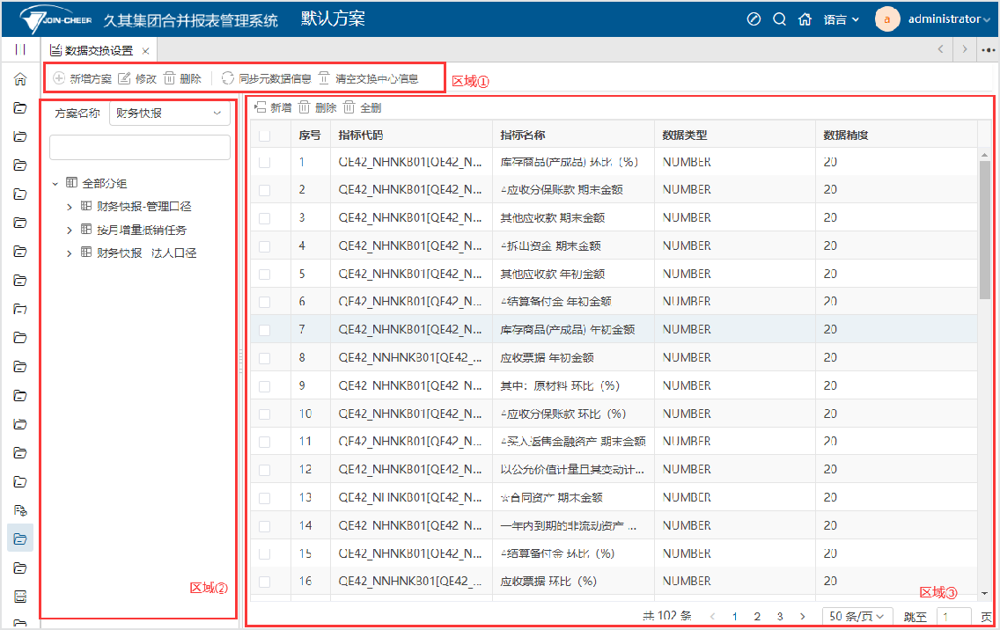 JOIN-CHEER 久其集团合并报表管理系统 默认方案 语言 a administrator
数据交换设置 ×
新增方案 修改 删除 同步元数据信息 清空交换中心信息 区域①
方案名称 财务快报
全部分组
财务快报-管理口径
按月增量抵销任务
财务快报 法人口径
区域②
新增 删除 全删
序号 指标代码 指标名称 数据类型 数据精度
1 QE42_NHNKB01[QE42_N... 库存商品(产成品) 环比（%） NUMBER 20
2 QE42_NHNKB01[QE42_N... △应收分保账款 期末金额 NUMBER 20
3 QE42_NHNKB01[QE42_N... 其他应收款 期末金额 NUMBER 20
4 QE42_NHNKB01[QE42_N... △拆出资金 期末金额 NUMBER 20
5 QE42_NHNKB01[QE42_N... 其他应收款 年初金额 NUMBER 20
6 QE42_NHNKB01[QE42_N... △结算备付金 年初金额 NUMBER 20
7 QE42_NHNKB01[QE42_N... 库存商品(产成品) 年初金额 NUMBER 20
8 QE42_NNHNKB01[QE42_... 应收票据 年初金额 NUMBER 20
9 QE42_NHNKB01[QE42_N... 其中：原材料 环比（%） NUMBER 20
10 QE42_NHNKB01[QE42_N... △应收分保账款 环比（%） NUMBER 20
11 QE42_NHNKB01[QE42_N... △买入返售金融资产 期末金额 NUMBER 20
12 QE42_NHNKB01[QE42_N... 以公允价值计量且其变动计... NUMBER 20
13 QE42_NHNKB01[QE42_N... ☆合同资产 期末金额 NUMBER 20
14 QE42_NHNKB01[QE42_N... 一年内到期的非流动资产 ... NUMBER 20
15 QE42_NHNKB01[QE42_N... △结算备付金 环比（%） NUMBER 20
16 QE42_NNHNKB01[QE42_... 应收票据 环比（%） NUMBER 20
区域③
共 102 条 < 1 2 3 > 50 条/页 跳至 1 页